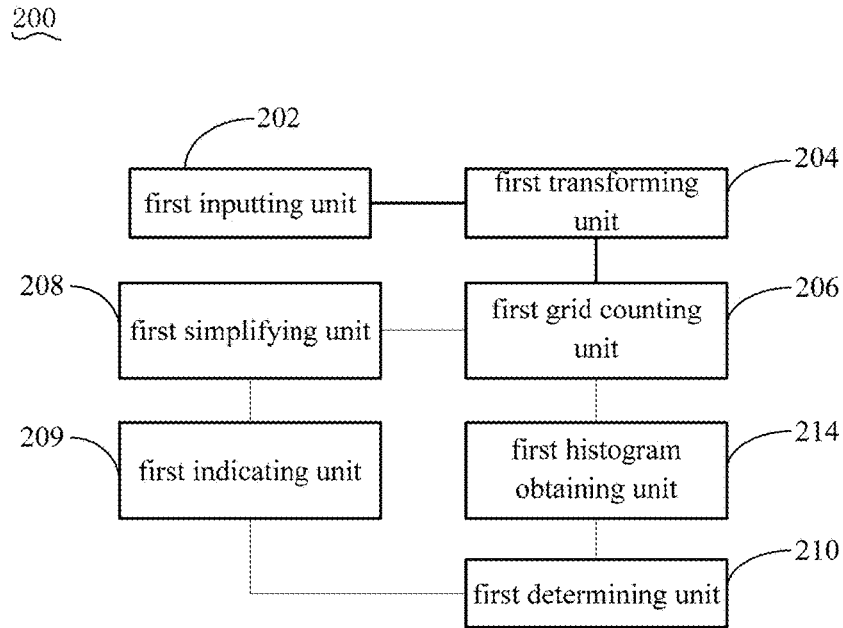 200
202
first inputting unit
first transforming
unit
204
208
first simplifying unit
first grid counting
unit
206
209
first indicating unit
first histogram
obtaining unit
214
first determining unit
210